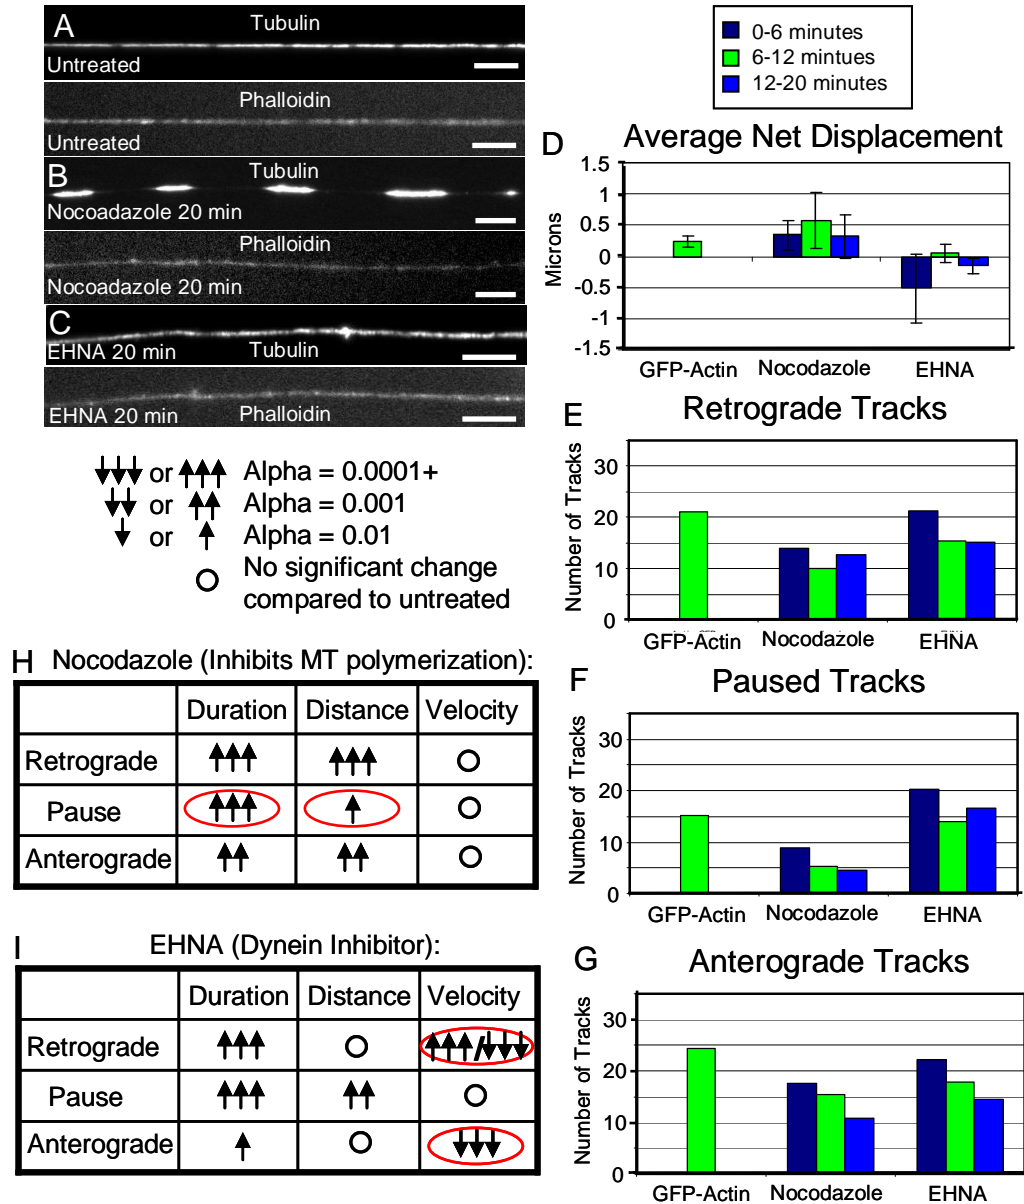 A
Tubulin
Untreated
Phalloidin
Untreated
B
Tubulin
Nocoadazole 20 min
Phalloidin
Nocoadazole 20 min
C
EHNA 20 min
Tubulin
EHNA 20 min
Phalloidin
↓↓↓ or ↑↑↑ Alpha = 0.0001+
↓↓ or ↑↑ Alpha = 0.001
↓ or ↑ Alpha = 0.01
○ No significant change
compared to untreated
H Nocodazole (Inhibits MT polymerization):
Duration Distance Velocity
Retrograde ↑↑↑ ↑↑↑ ○
Pause ↑↑↑ ↑ ○
Anterograde ↑↑ ↑↑ ○
I EHNA (Dynein Inhibitor):
Duration Distance Velocity
Retrograde ↑↑↑ ○ ↑↑↑/↓↓↓
Pause ↑↑↑ ↑↑ ○
Anterograde ↑ ○ ↓↓↓
0-6 minutes
6-12 mintues
12-20 minutes
D Average Net Displacement
Microns
1.5
1
0.5
0
-0.5
-1
-1.5
GFP-Actin Nocodazole EHNA
E Retrograde Tracks
Number of Tracks
30
20
10
0
GFP-Actin Nocodazole EHNA
F Paused Tracks
Number of Tracks
30
20
10
0
GFP-Actin Nocodazole EHNA
G Anterograde Tracks
Number of Tracks
30
20
10
0
GFP-Actin Nocodazole EHNA